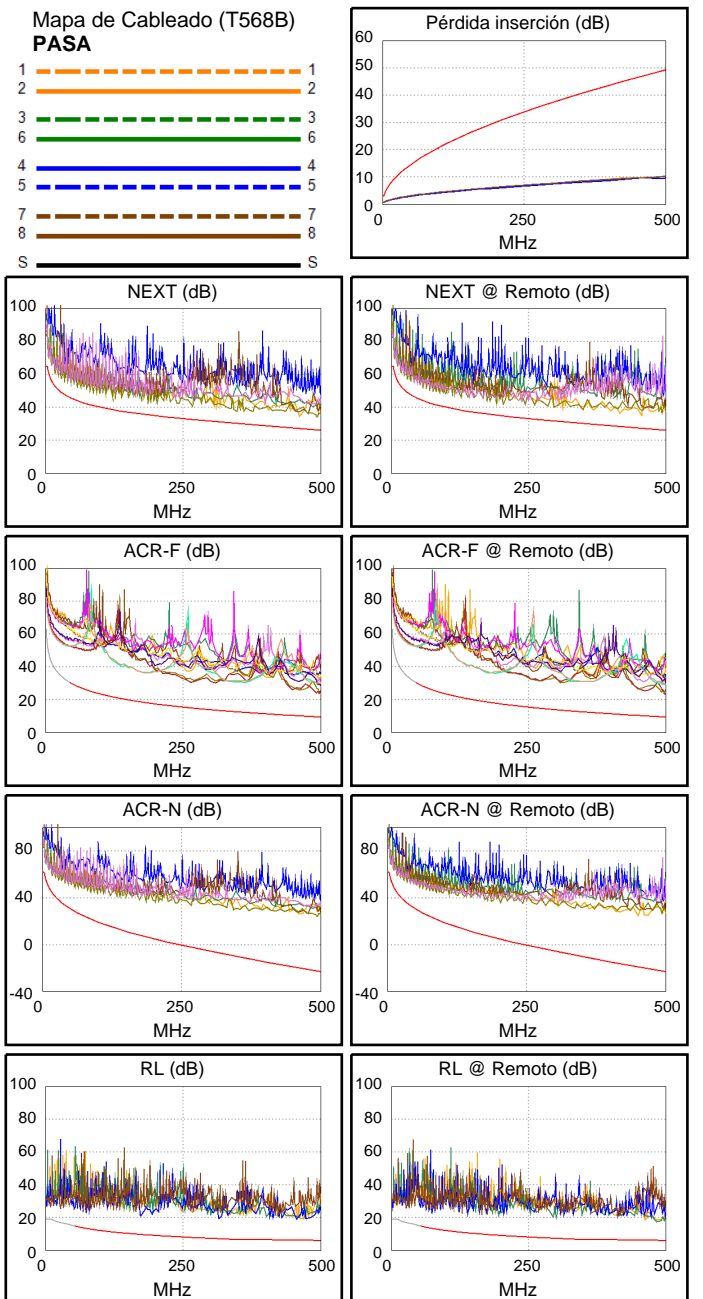 Mapa de Cableado (T568B)
PASA
1 1
2 2
3 3
6 6
4 4
5 5
7 7
8 8
S S
Pérdida inserción (dB)
60
50
40
30
20
10
0
0 250 500
MHz
NEXT (dB)
100
80
60
40
20
0
0 250 500
MHz
NEXT @ Remoto (dB)
100
80
60
40
20
0
0 250 500
MHz
ACR-F (dB)
100
80
60
40
20
0
0 250 500
MHz
ACR-F @ Remoto (dB)
100
80
60
40
20
0
0 250 500
MHz
ACR-N (dB)
80
40
0
-40
0 250 500
MHz
ACR-N @ Remoto (dB)
80
40
0
-40
0 250 500
MHz
RL (dB)
100
80
60
40
20
0
0 250 500
MHz
RL @ Remoto (dB)
100
80
60
40
20
0
0 250 500
MHz